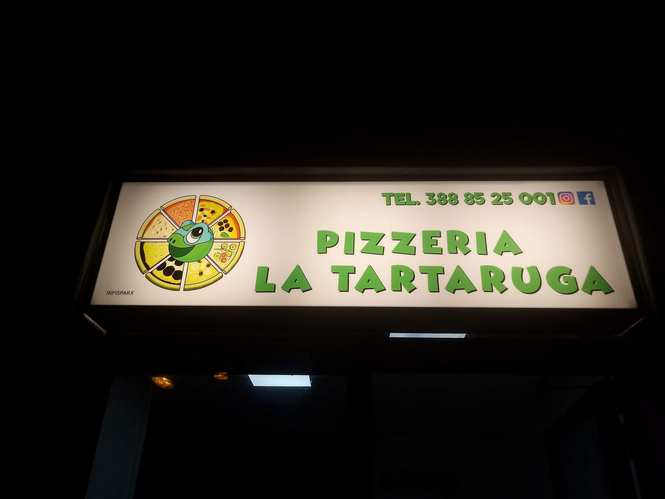 TEL. 388 85 25 001
PIZZERIA
LA TARTARUGA